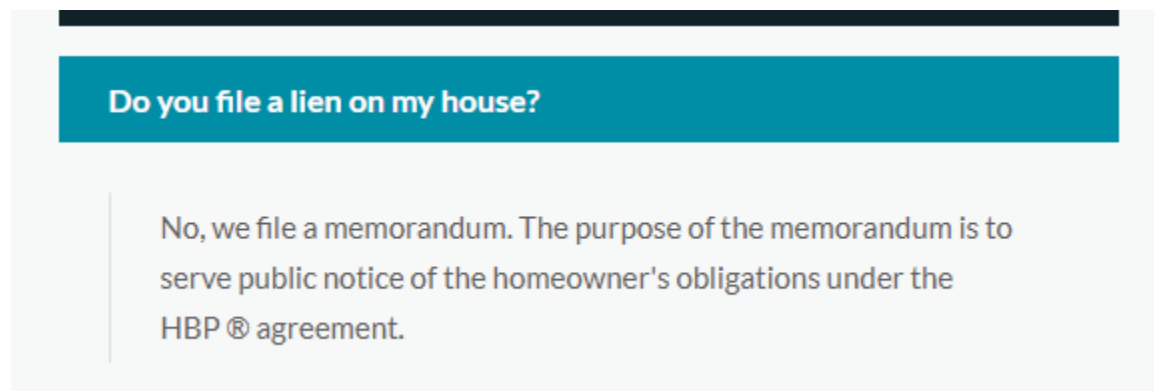 Do you file a lien on my house?
No, we file a memorandum. The purpose of the memorandum is to
serve public notice of the homeowner's obligations under the
HBP ® agreement.